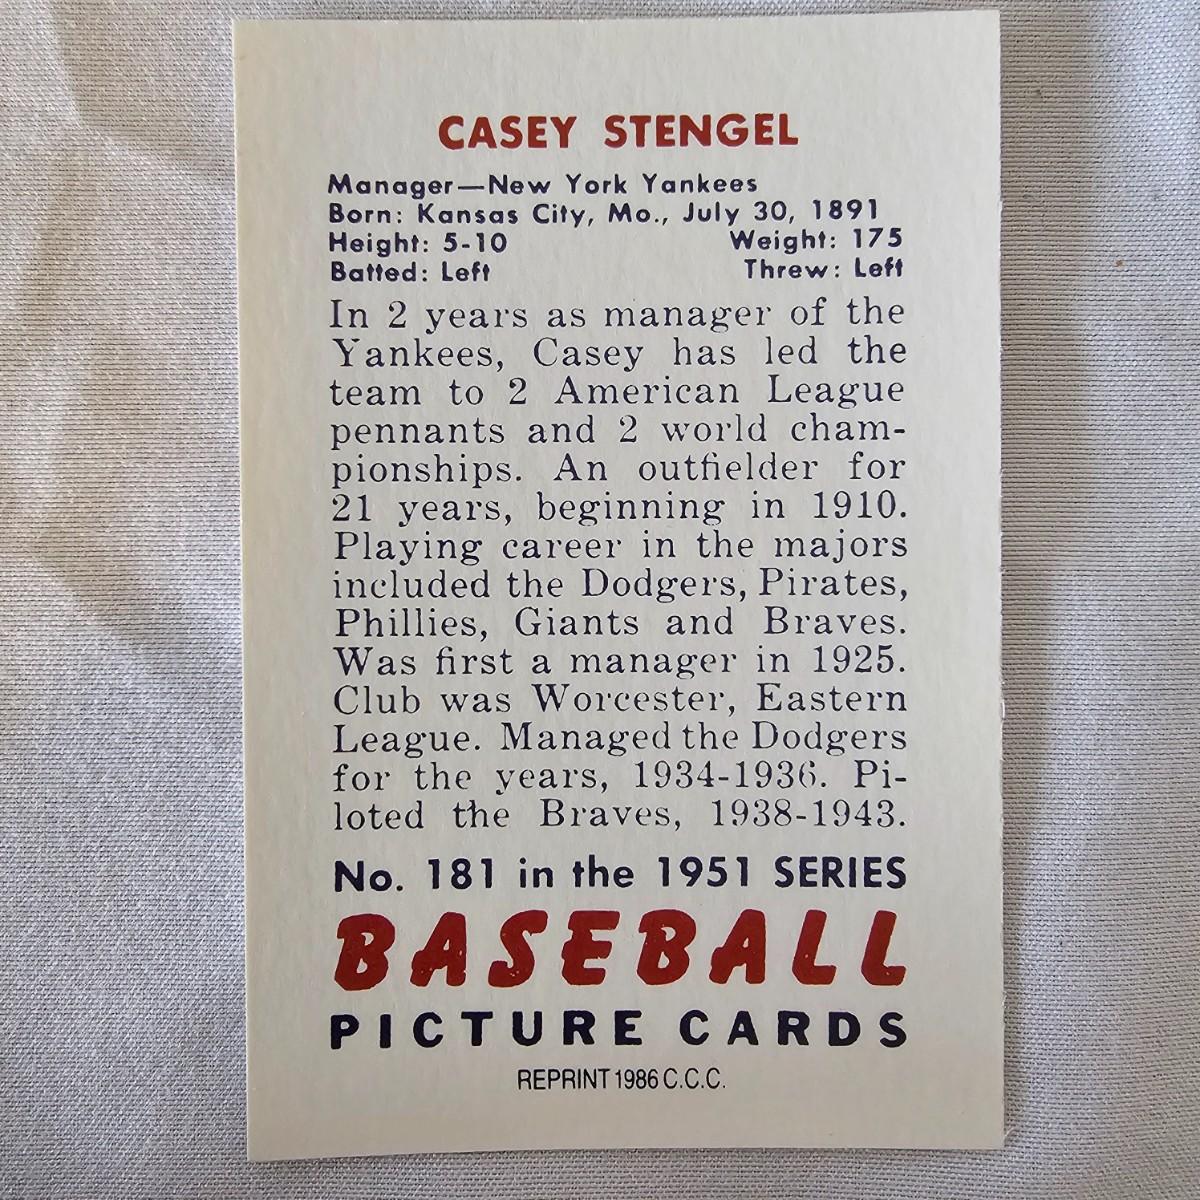 CASEY STENGEL
Manager—New York Yankees
Born: Kansas City, Mo., July 30, 1891
Height: 5-10 Weight: 175
Batted: Left Threw: Left
In 2 years as manager of the
Yankees, Casey has led the
team to 2 American League
pennants and 2 world cham-
pionships. An outfielder for
21 years, beginning in 1910.
Playing career in the majors
included the Dodgers, Pirates,
Phillies, Giants and Braves.
Was first a manager in 1925.
Club was Worcester, Eastern
League. Managed the Dodgers
for the years, 1934-1936. Pi-
loted the Braves, 1938-1943.
No. 181 in the 1951 SERIES
BASEBALL
PICTURE CARDS
REPRINT 1986 C.C.C.